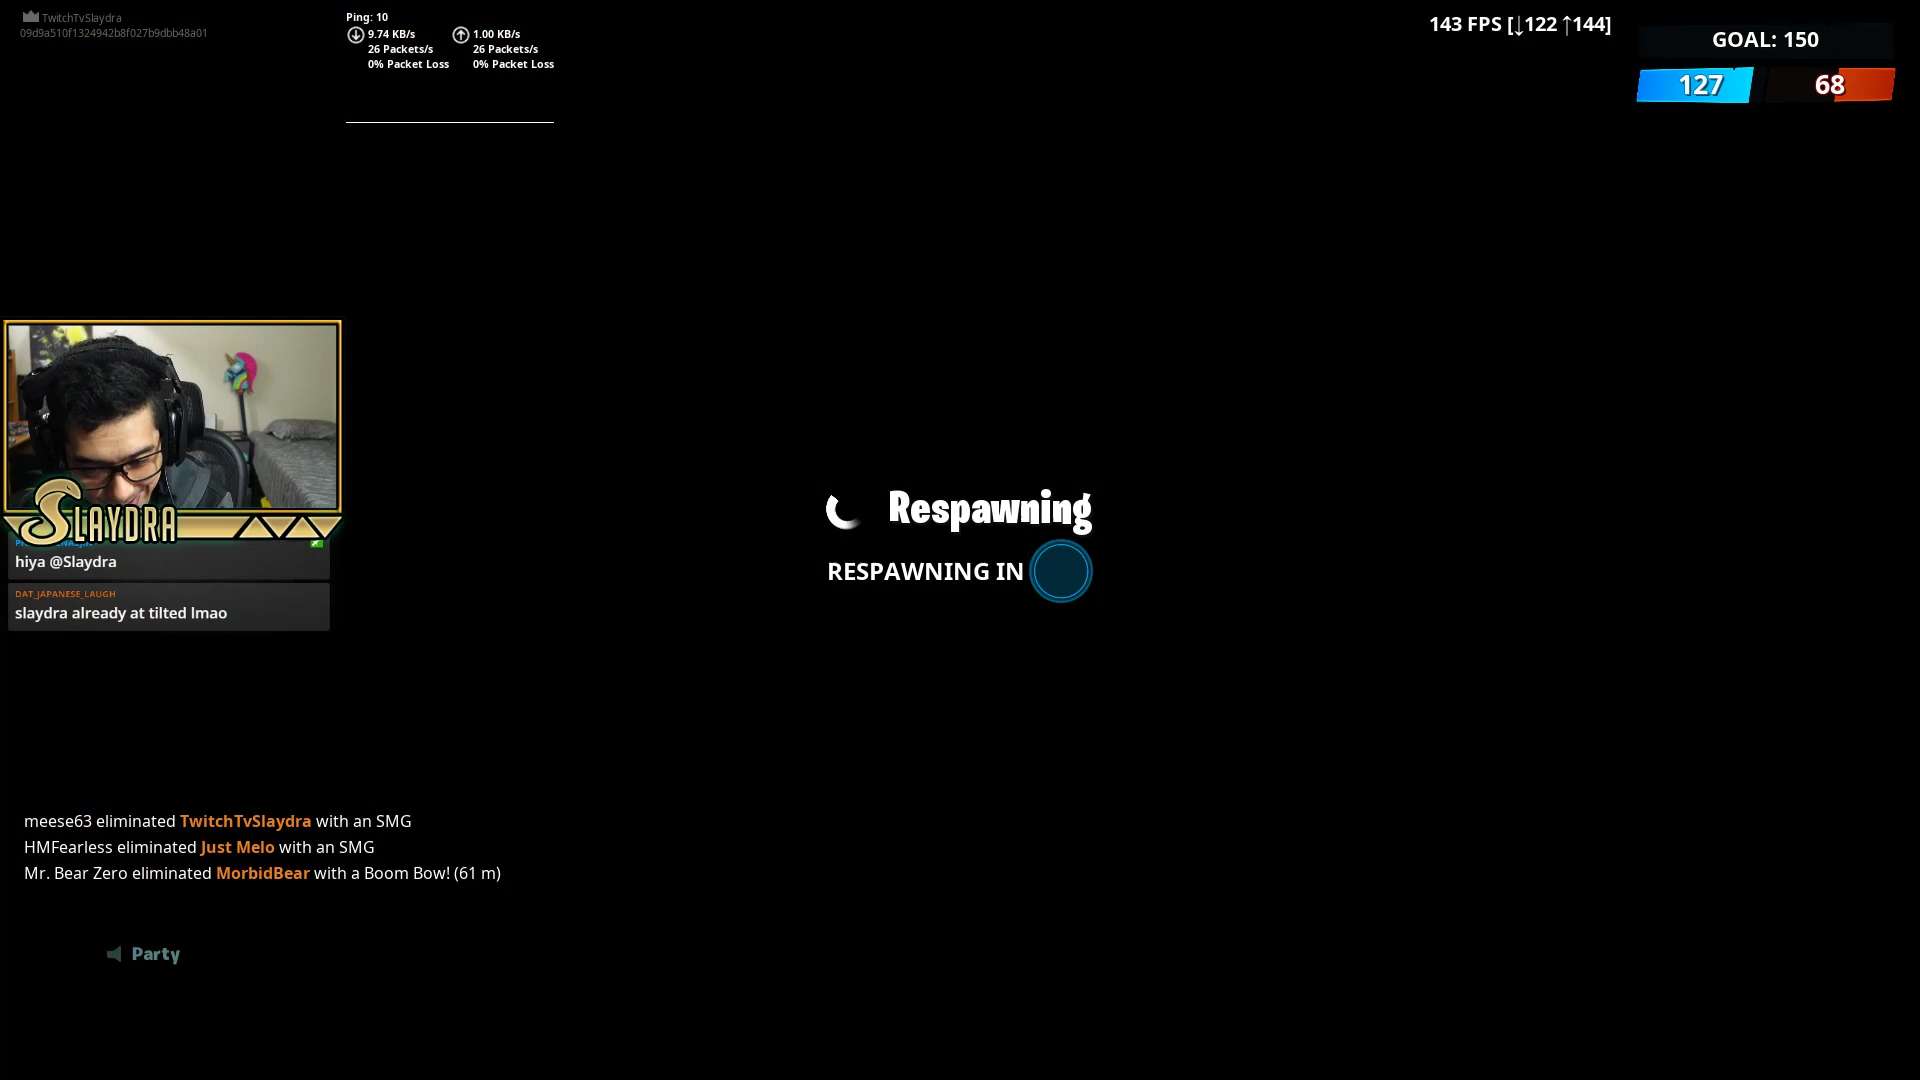 TwitchTvSlaydra
09d9a510f1324942b8f027b9dbb48a01
Ping: 10
9.74 KB/s
26 Packets/s
0% Packet Loss
1.00 KB/s
26 Packets/s
0% Packet Loss
143 FPS [↓122 ↑144]
GOAL: 150
127
68
SLAYDRA
hiya @Slaydra
DAT_JAPANESE_LAUGH
slaydra already at tilted lmao
Respawning
RESPAWNING IN
meese63 eliminated TwitchTvSlaydra with an SMG
HMFearless eliminated Just Melo with an SMG
Mr. Bear Zero eliminated MorbidBear with a Boom Bow! (61 m)
Party